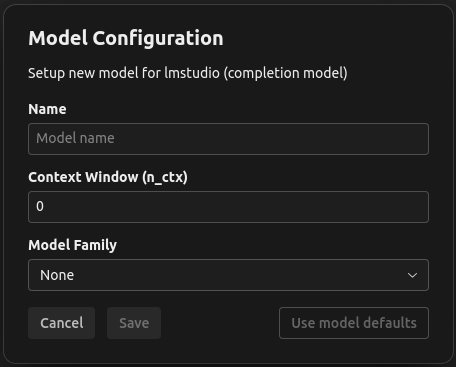 Model Configuration
Setup new model for lmstudio (completion model)
Name
Model name
Context Window (n_ctx)
0
Model Family
None
Cancel Save Use model defaults